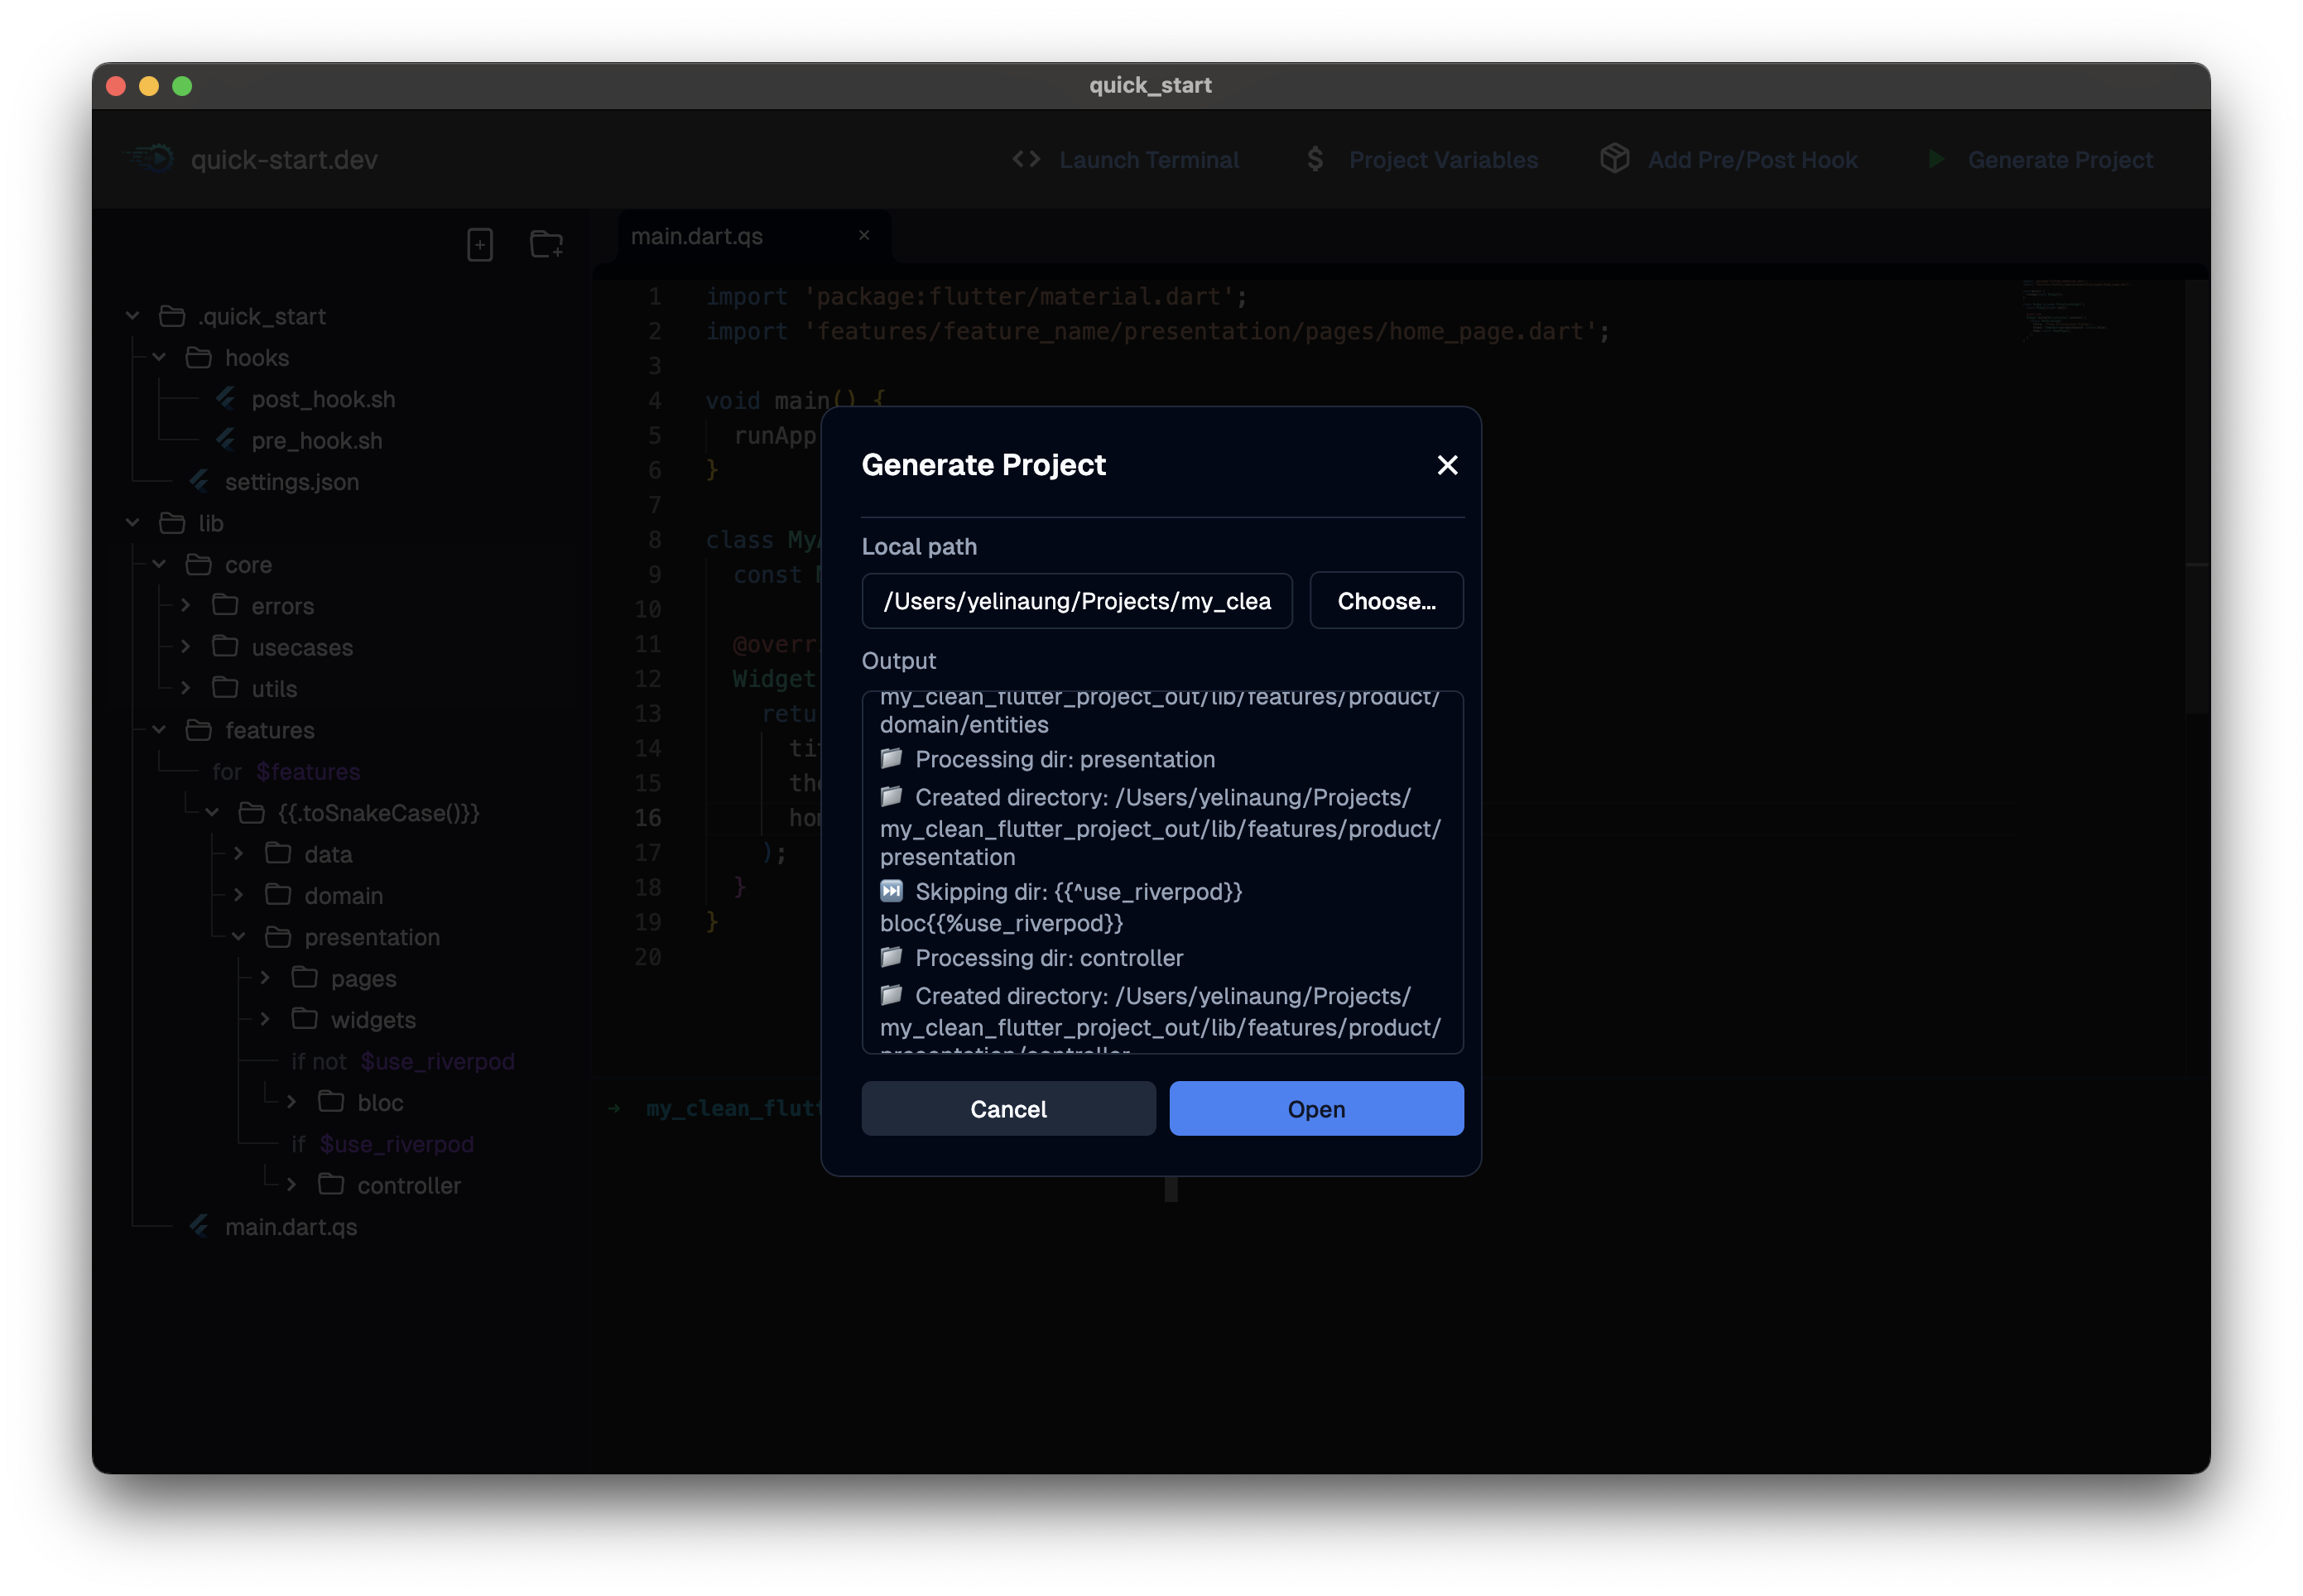 quick_start
quick-start.dev
Launch Terminal
$ Project Variables
Add Pre/Post Hook
Generate Project
.quick_start
hooks
post_hook.sh
pre_hook.sh
settings.json
lib
core
errors
usecases
utils
features
for $features
{{.toSnakeCase()}}
data
domain
presentation
pages
widgets
if not $use_riverpod
bloc
if $use_riverpod
controller
main.dart.qs
main.dart.qs
1 import 'package:flutter/material.dart';
2 import 'features/feature_name/presentation/pages/home_page.dart';
3
4 void main() {
5 runApp
6 }
7
8 class MyA
9 const
10
11 @overr
12 Widget
13 retu
14 ti
15 the
16 hom
17 );
18 }
19 }
20
→ my_clean_flutt
Generate Project
Local path
/Users/yelinaung/Projects/my_clea
Choose...
Output
my_clean_flutter_project_out/lib/features/product/
domain/entities
Processing dir: presentation
Created directory: /Users/yelinaung/Projects/
my_clean_flutter_project_out/lib/features/product/
presentation
Skipping dir: {{^use_riverpod}}
bloc{{%use_riverpod}}
Processing dir: controller
Created directory: /Users/yelinaung/Projects/
my_clean_flutter_project_out/lib/features/product/
presentation/controller
Cancel
Open